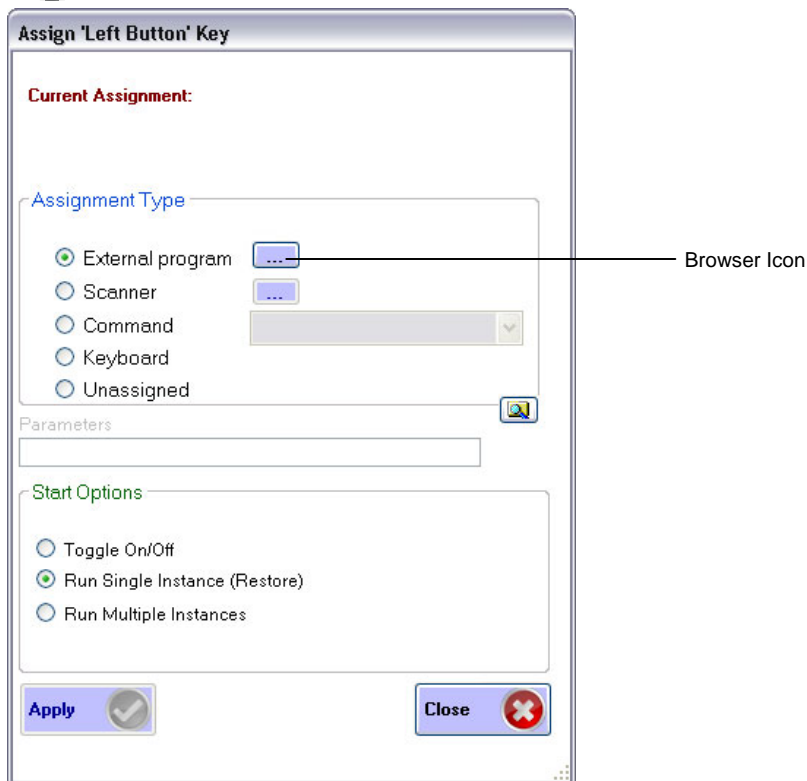 Assign 'Left Button' Key
Current Assignment:
Assignment Type
External program ...
Browser Icon
Scanner ...
Command
Keyboard
Unassigned
Parameters
Start Options
Toggle On/Off
Run Single Instance (Restore)
Run Multiple Instances
Apply
Close